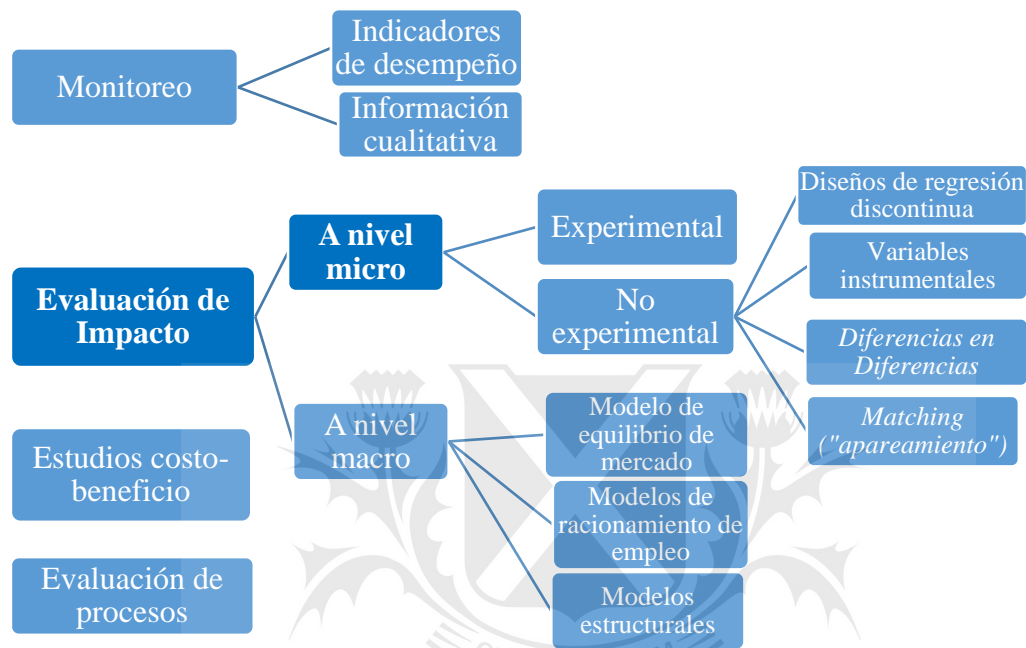 Monitoreo
Indicadores
de desempeño
Información
cualitativa
Evaluación de
Impacto
A nivel
micro
Experimental
No
experimental
Diseños de regresión
discontinua
Variables
instrumentales
Diferencias en
Diferencias
Matching
("apareamiento")
A nivel
macro
Modelo de
equilibrio de
mercado
Modelos de
racionamiento de
empleo
Modelos
estructurales
Estudios costo-
beneficio
Evaluación de
procesos